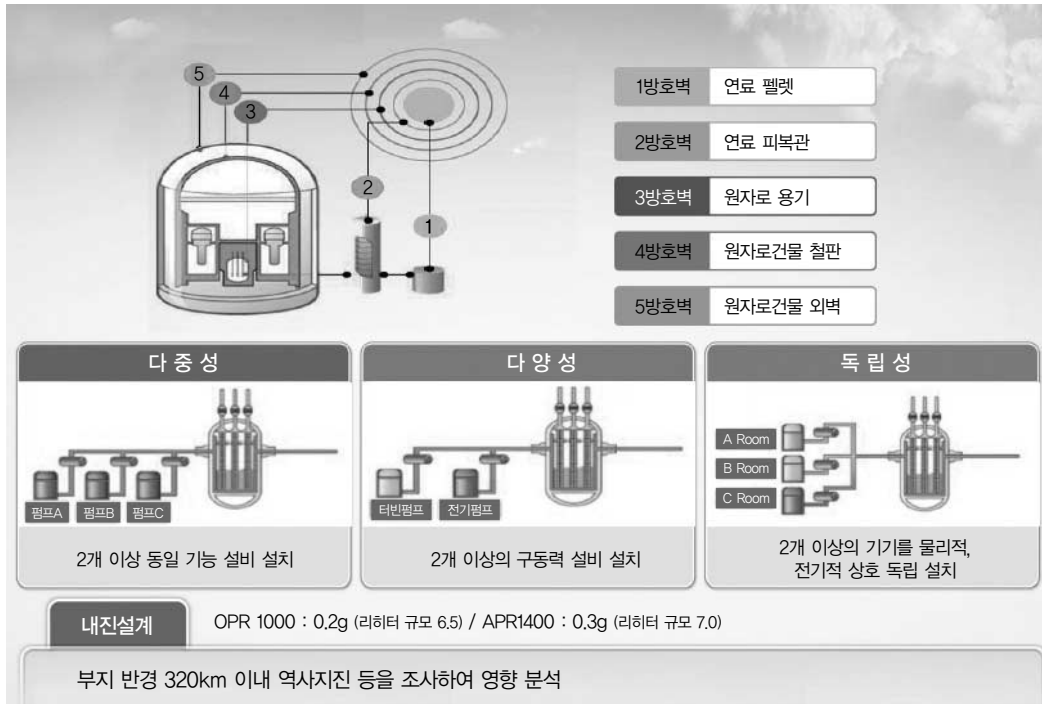 5
4
3
2
1
1방호벽 연료 펠렛
2방호벽 연료 피복관
3방호벽 원자로 용기
4방호벽 원자로건물 철판
5방호벽 원자로건물 외벽
다 중 성
펌프A 펌프B 펌프C
2개 이상 동일 기능 설비 설치
다 양 성
터빈펌프 전기펌프
2개 이상의 구동력 설비 설치
독 립 성
A Room
B Room
C Room
2개 이상의 기기를 물리적,
전기적 상호 독립 설치
내진설계 OPR 1000 : 0.2g (리히터 규모 6.5) / APR1400 : 0.3g (리히터 규모 7.0)
부지 반경 320km 이내 역사지진 등을 조사하여 영향 분석